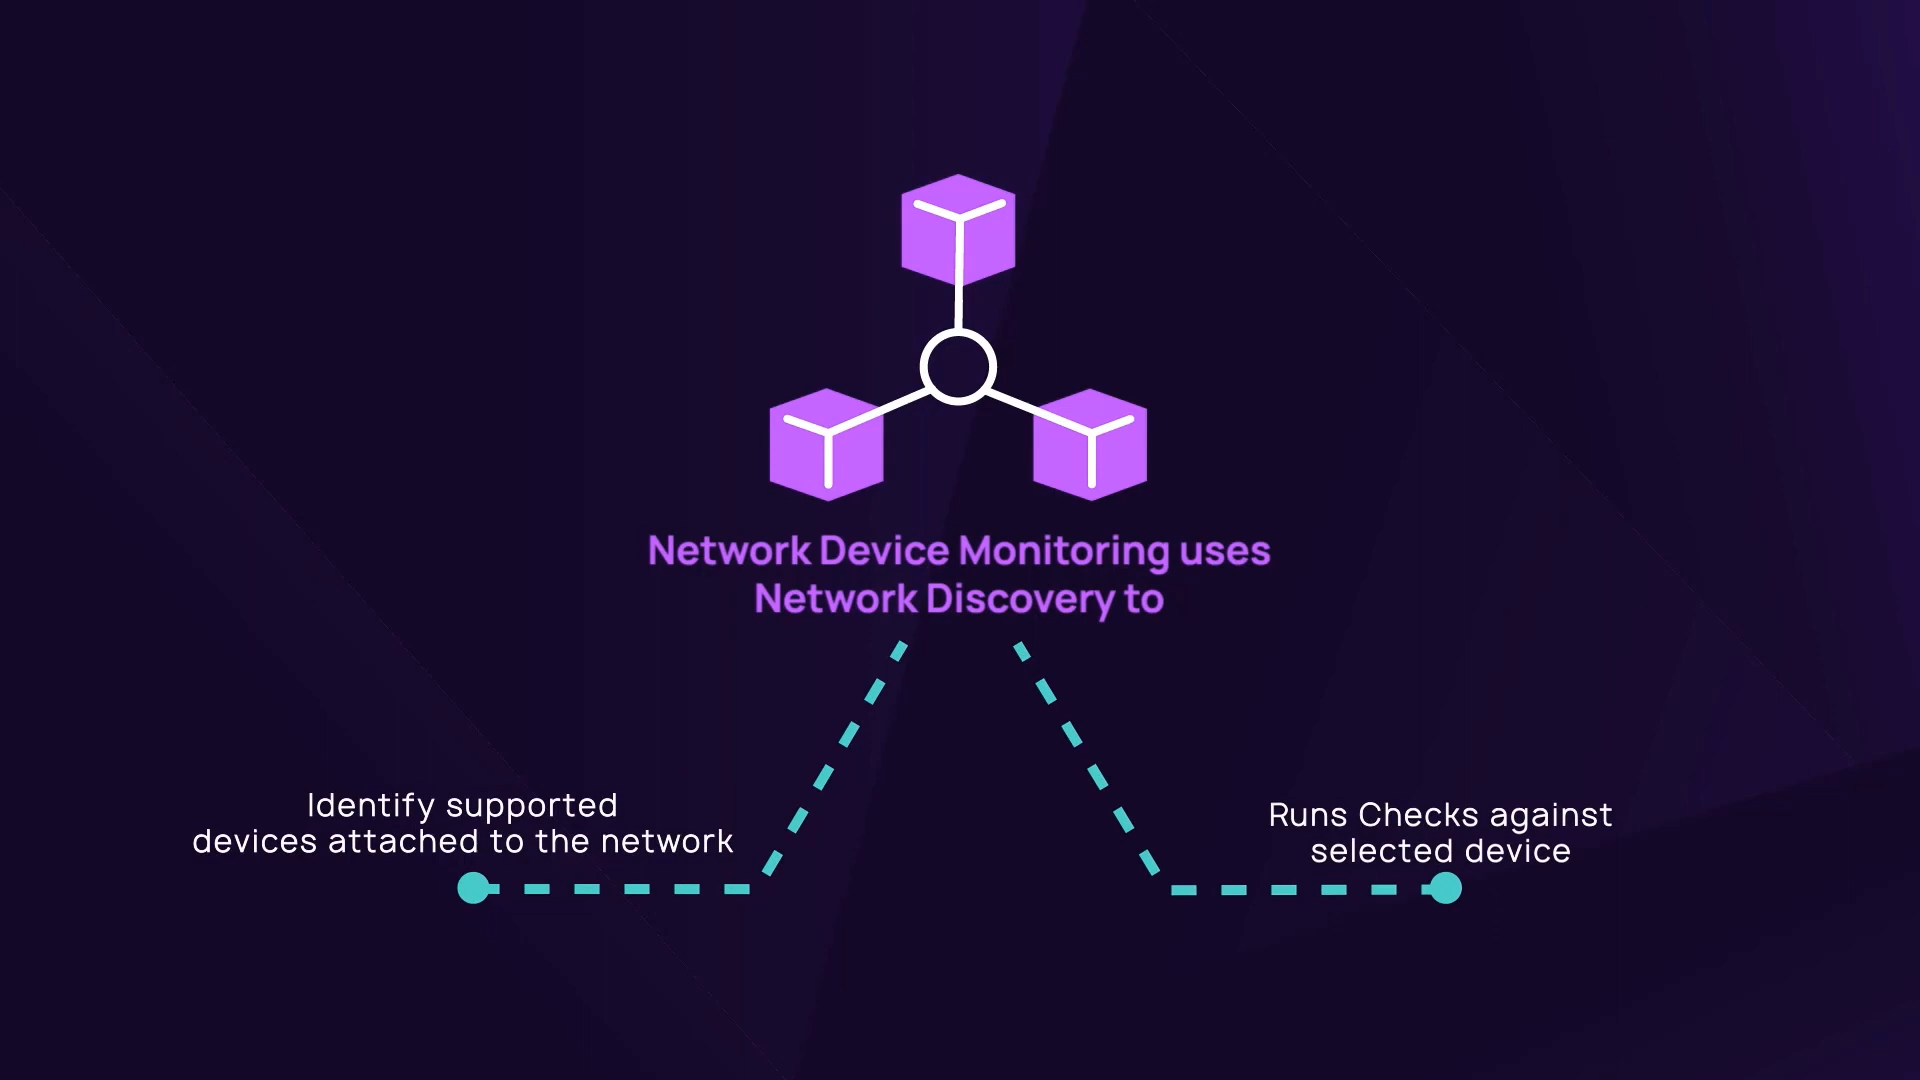 Network Device Monitoring uses
Network Discovery to
Identify supported
devices attached to the network
Runs Checks against
selected device